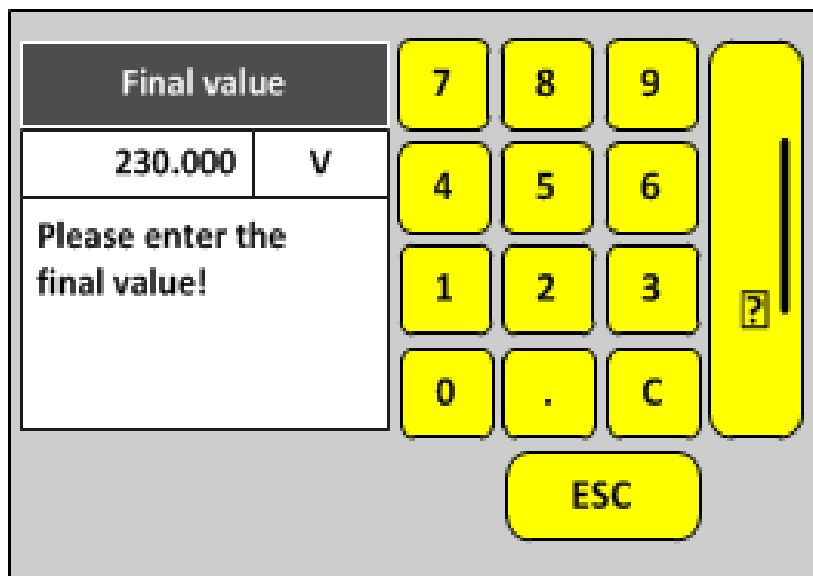 Final value
230.000 V
Please enter the
final value!
7 8 9
4 5 6
1 2 3
0 . C
?
ESC